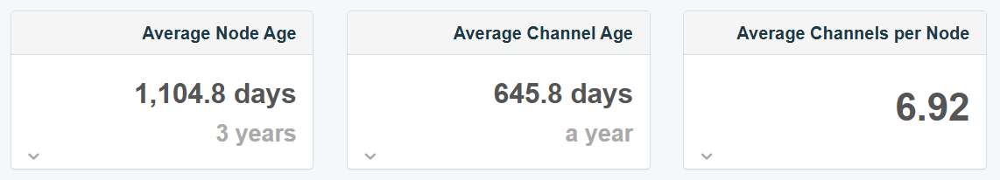 Average Node Age
1,104.8 days
3 years
Average Channel Age
645.8 days
a year
Average Channels per Node
6.92